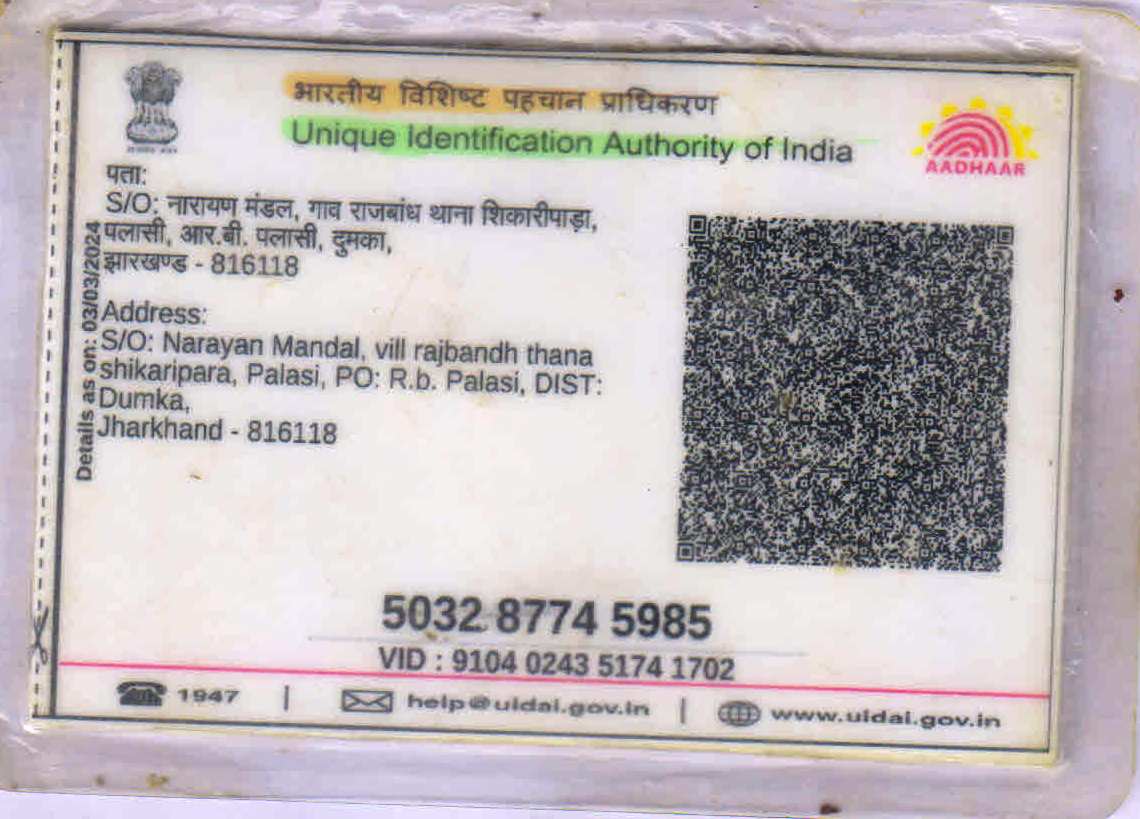 भारतीय विशिष्ट पहचान प्राधिकरण
Unique Identification Authority of India
AADHAAR
पता:
S/O: नारायण मंडल, गाव राजबांध थाना शिकारीपाड़ा,
पलासी, आर.बी. पलासी, दुमका,
झारखण्ड - 816118
Address:
S/O: Narayan Mandal, vill rajbandh thana
shikaripara, Palasi, PO: R.b. Palasi, DIST:
Dumka,
Jharkhand - 816118
Details as on: 03/03/2024
5032 8774 5985
VID : 9104 0243 5174 1702
1947 | help@uidai.gov.in | www.uidai.gov.in